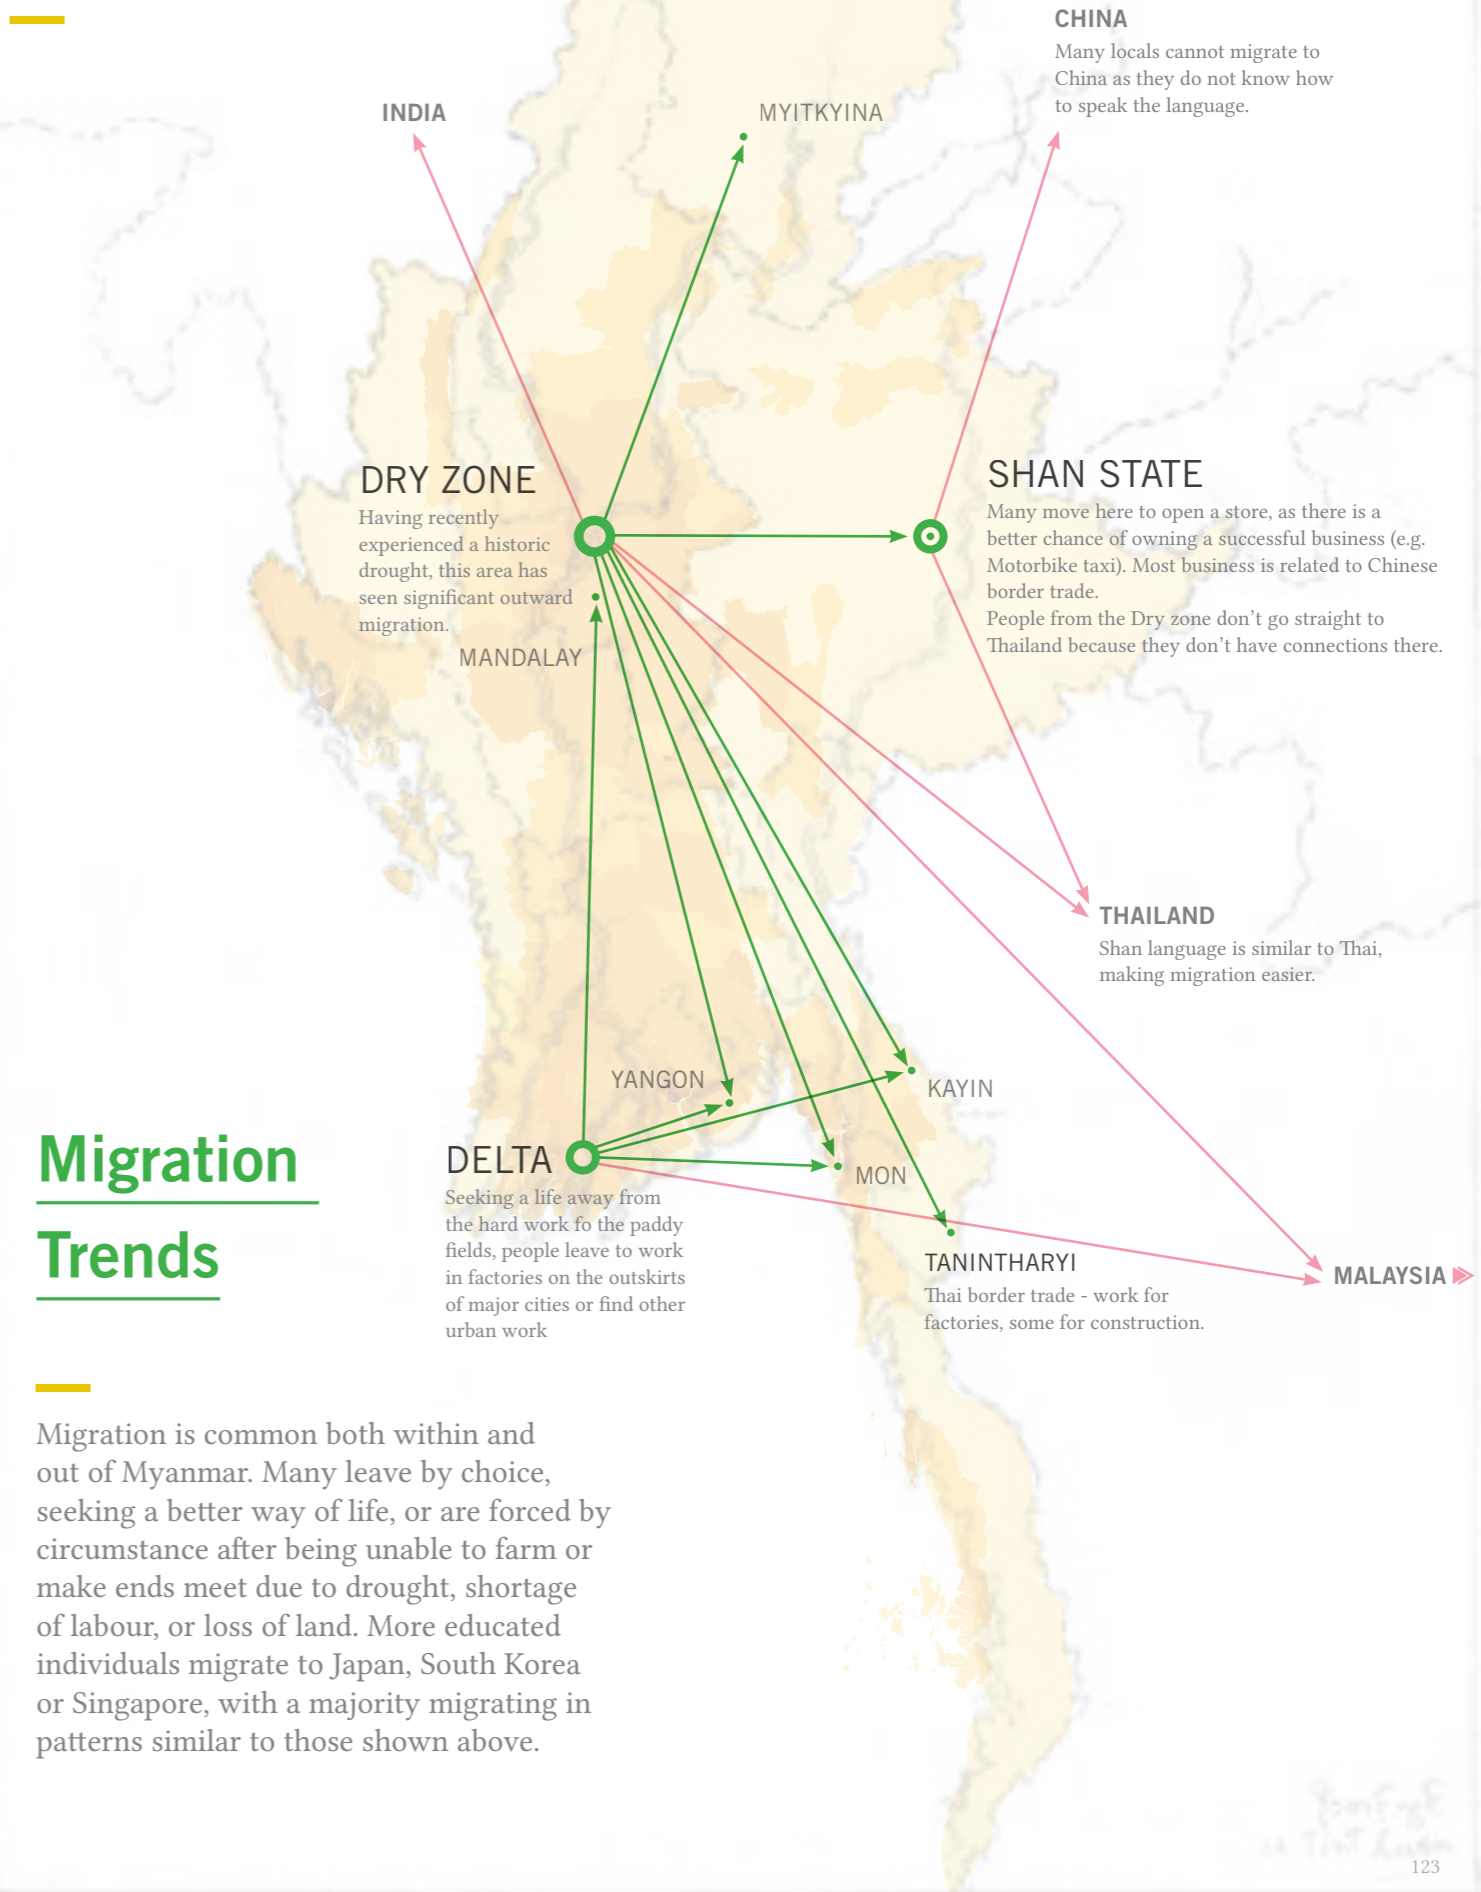 CHINA
Many locals cannot migrate to
China as they do not know how
to speak the language.
INDIA
MYITKYINA
DRY ZONE
Having recently
experienced a historic
drought, this area has
seen significant outward
migration.
MANDALAY
SHAN STATE
Many move here to open a store, as there is a
better chance of owning a successful business (e.g.
Motorbike taxi). Most business is related to Chinese
border trade.
People from the Dry zone don't go straight to
Thailand because they don't have connections there.
THAILAND
Shan language is similar to Thai,
making migration easier.
YANGON
KAYIN
DELTA
Seeking a life away from
the hard work fo the paddy
fields, people leave to work
in factories on the outskirts
of major cities or find other
urban work
MON
TANINTHARYI
Thai border trade - work for
factories, some for construction.
MALAYSIA
Migration
Trends
Migration is common both within and
out of Myanmar. Many leave by choice,
seeking a better way of life, or are forced by
circumstance after being unable to farm or
make ends meet due to drought, shortage
of labour, or loss of land. More educated
individuals migrate to Japan, South Korea
or Singapore, with a majority migrating in
patterns similar to those shown above.
123